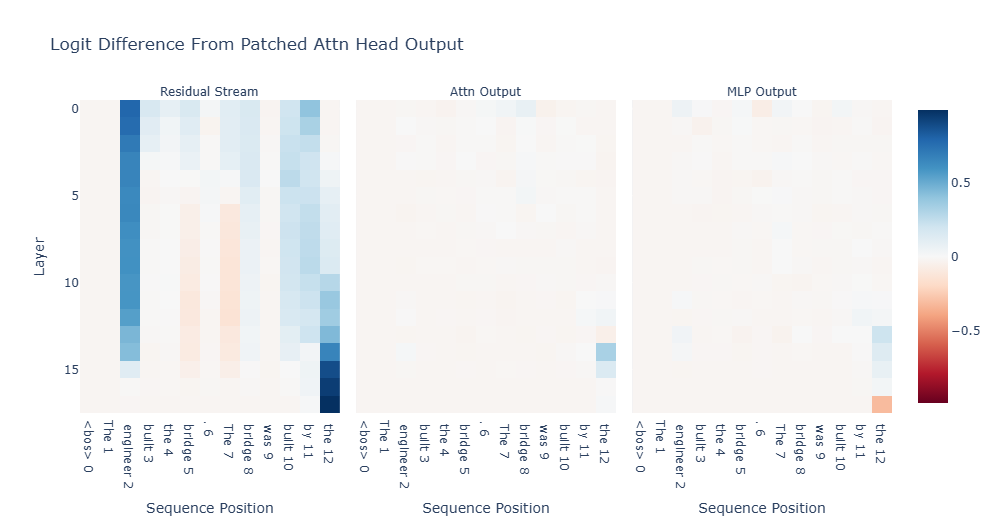 Logit Difference From Patched Attn Head Output
Residual Stream
Attn Output
MLP Output
Layer
0
5
10
15
<bos> 0
The 1
engineer 2
built 3
the 4
bridge 5
. 6
The 7
bridge 8
was 9
built 10
by 11
the 12
<bos> 0
The 1
engineer 2
built 3
the 4
bridge 5
. 6
The 7
bridge 8
was 9
built 10
by 11
the 12
<bos> 0
The 1
engineer 2
built 3
the 4
bridge 5
. 6
The 7
bridge 8
was 9
built 10
by 11
the 12
Sequence Position
Sequence Position
Sequence Position
0.5
0
−0.5